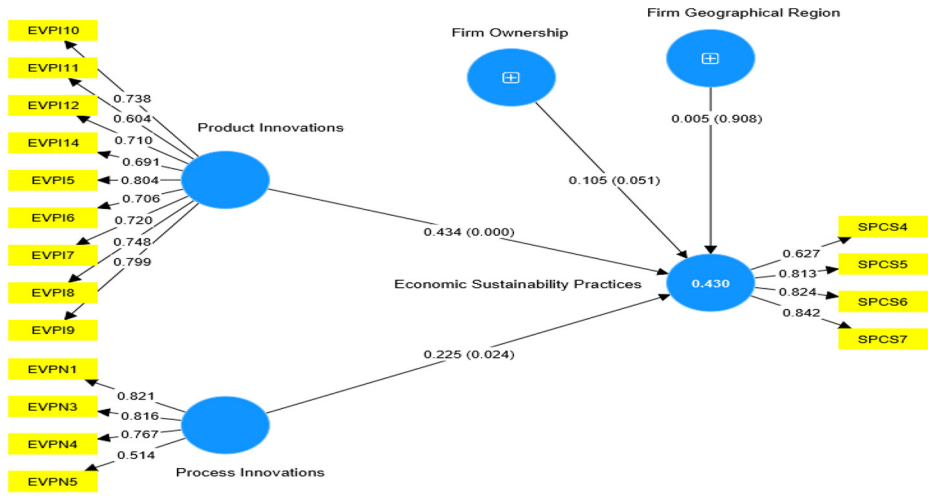 EVPI10
EVPI11
EVPI12
EVPI14
EVPI5
EVPI6
EVPI7
EVPI8
EVPI9
0.738
0.604
0.710
0.691
0.804
0.706
0.720
0.748
0.799
Product Innovations
EVPN1
EVPN3
EVPN4
EVPN5
0.821
0.816
0.767
0.514
Process Innovations
Firm Ownership
Firm Geographical Region
0.105 (0.051)
0.005 (0.908)
0.434 (0.000)
0.225 (0.024)
Economic Sustainability Practices
0.430
0.627
0.813
0.824
0.842
SPCS4
SPCS5
SPCS6
SPCS7